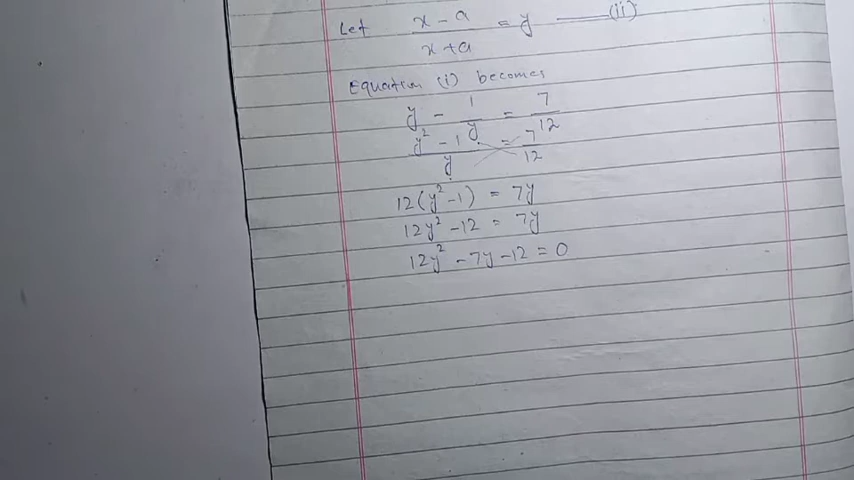 Let x - a / x + a = y —— (ii)
Equation (i) becomes
y - 1/y = 7/12
y² - 1 / y = 7/12
12(y² - 1) = 7y
12y² - 12 = 7y
12y² - 7y - 12 = 0